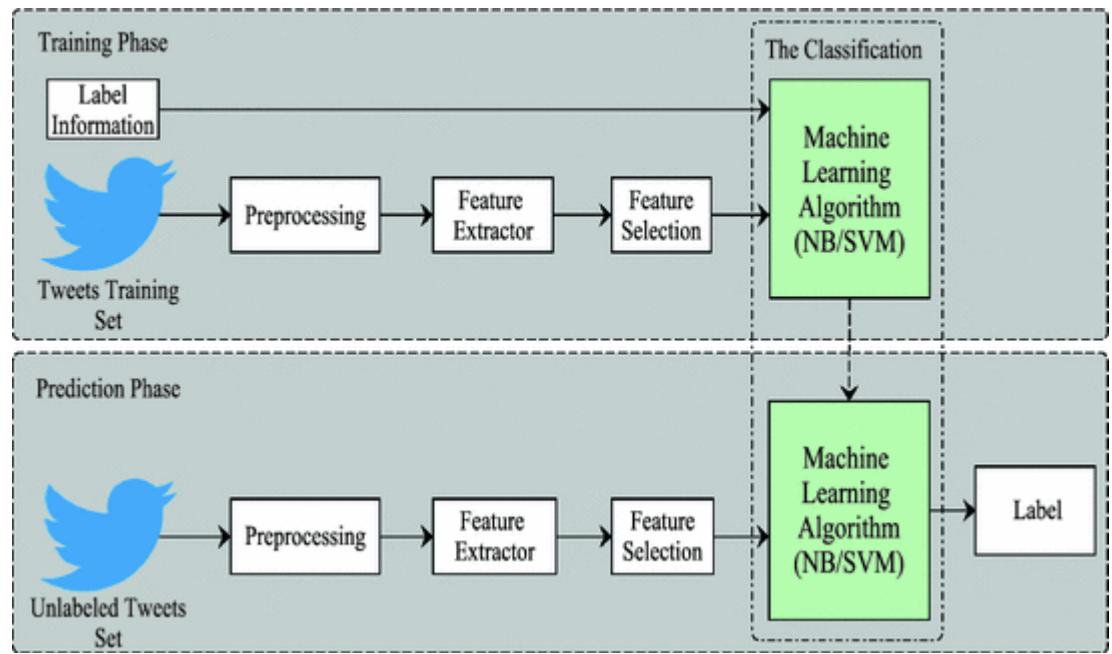 Training Phase
The Classification
Label
Information
Machine
Learning
Algorithm
(NB/SVM)
Preprocessing
Feature
Extractor
Feature
Selection
Tweets Training
Set
Prediction Phase
Machine
Learning
Algorithm
(NB/SVM)
Label
Preprocessing
Feature
Extractor
Feature
Selection
Unlabeled Tweets
Set